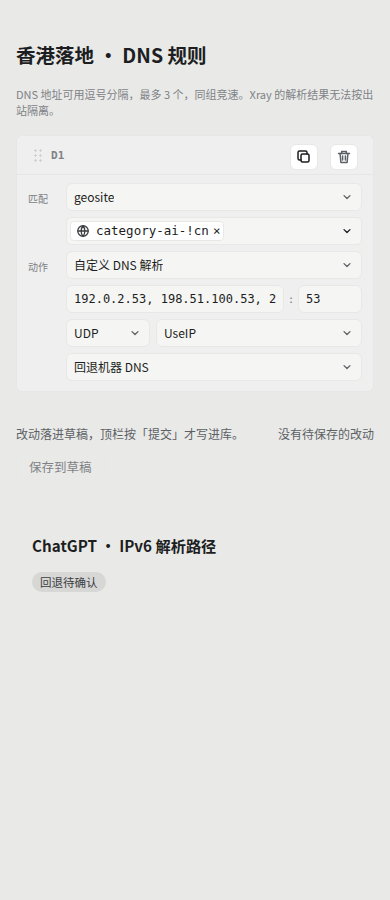 香港落地 · DNS 规则
DNS 地址可用逗号分隔，最多 3 个，同组竞速。Xray 的解析结果无法按出
站隔离。
D1
匹配
geosite
category-ai-!cn ×
动作
自定义 DNS 解析
192.0.2.53, 198.51.100.53, 2 : 53
UDP
UseIP
回退机器 DNS
改动落进草稿，顶栏按「提交」才写进库。
没有待保存的改动
保存到草稿
ChatGPT · IPv6 解析路径
回退待确认